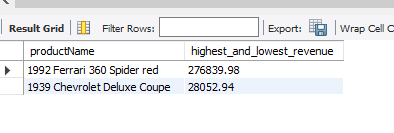 Result Grid Filter Rows: Export: Wrap Cell C
productName highest_and_lowest_revenue
1992 Ferrari 360 Spider red 276839.98
1939 Chevrolet Deluxe Coupe 28052.94